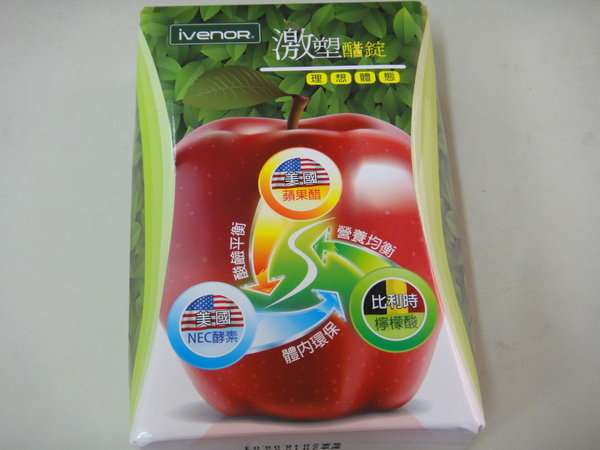 iVENOR®
激塑醋錠
理想體態
美國
蘋果醋
酸鹼平衡
營養均衡
美國
NEC酵素
比利時
檸檬酸
體內環保